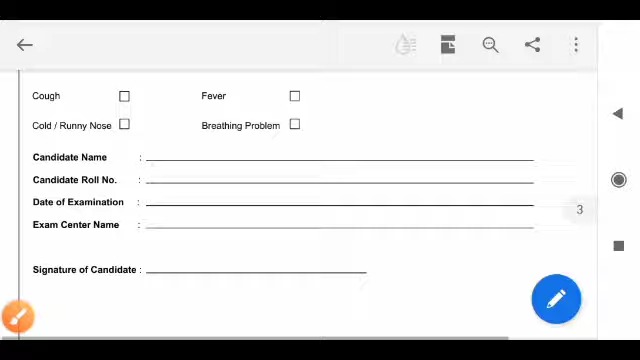 Cough ☐ Fever ☐
Cold / Runny Nose ☐ Breathing Problem ☐
Candidate Name :
Candidate Roll No. :
Date of Examination :
3
Exam Center Name :
Signature of Candidate :